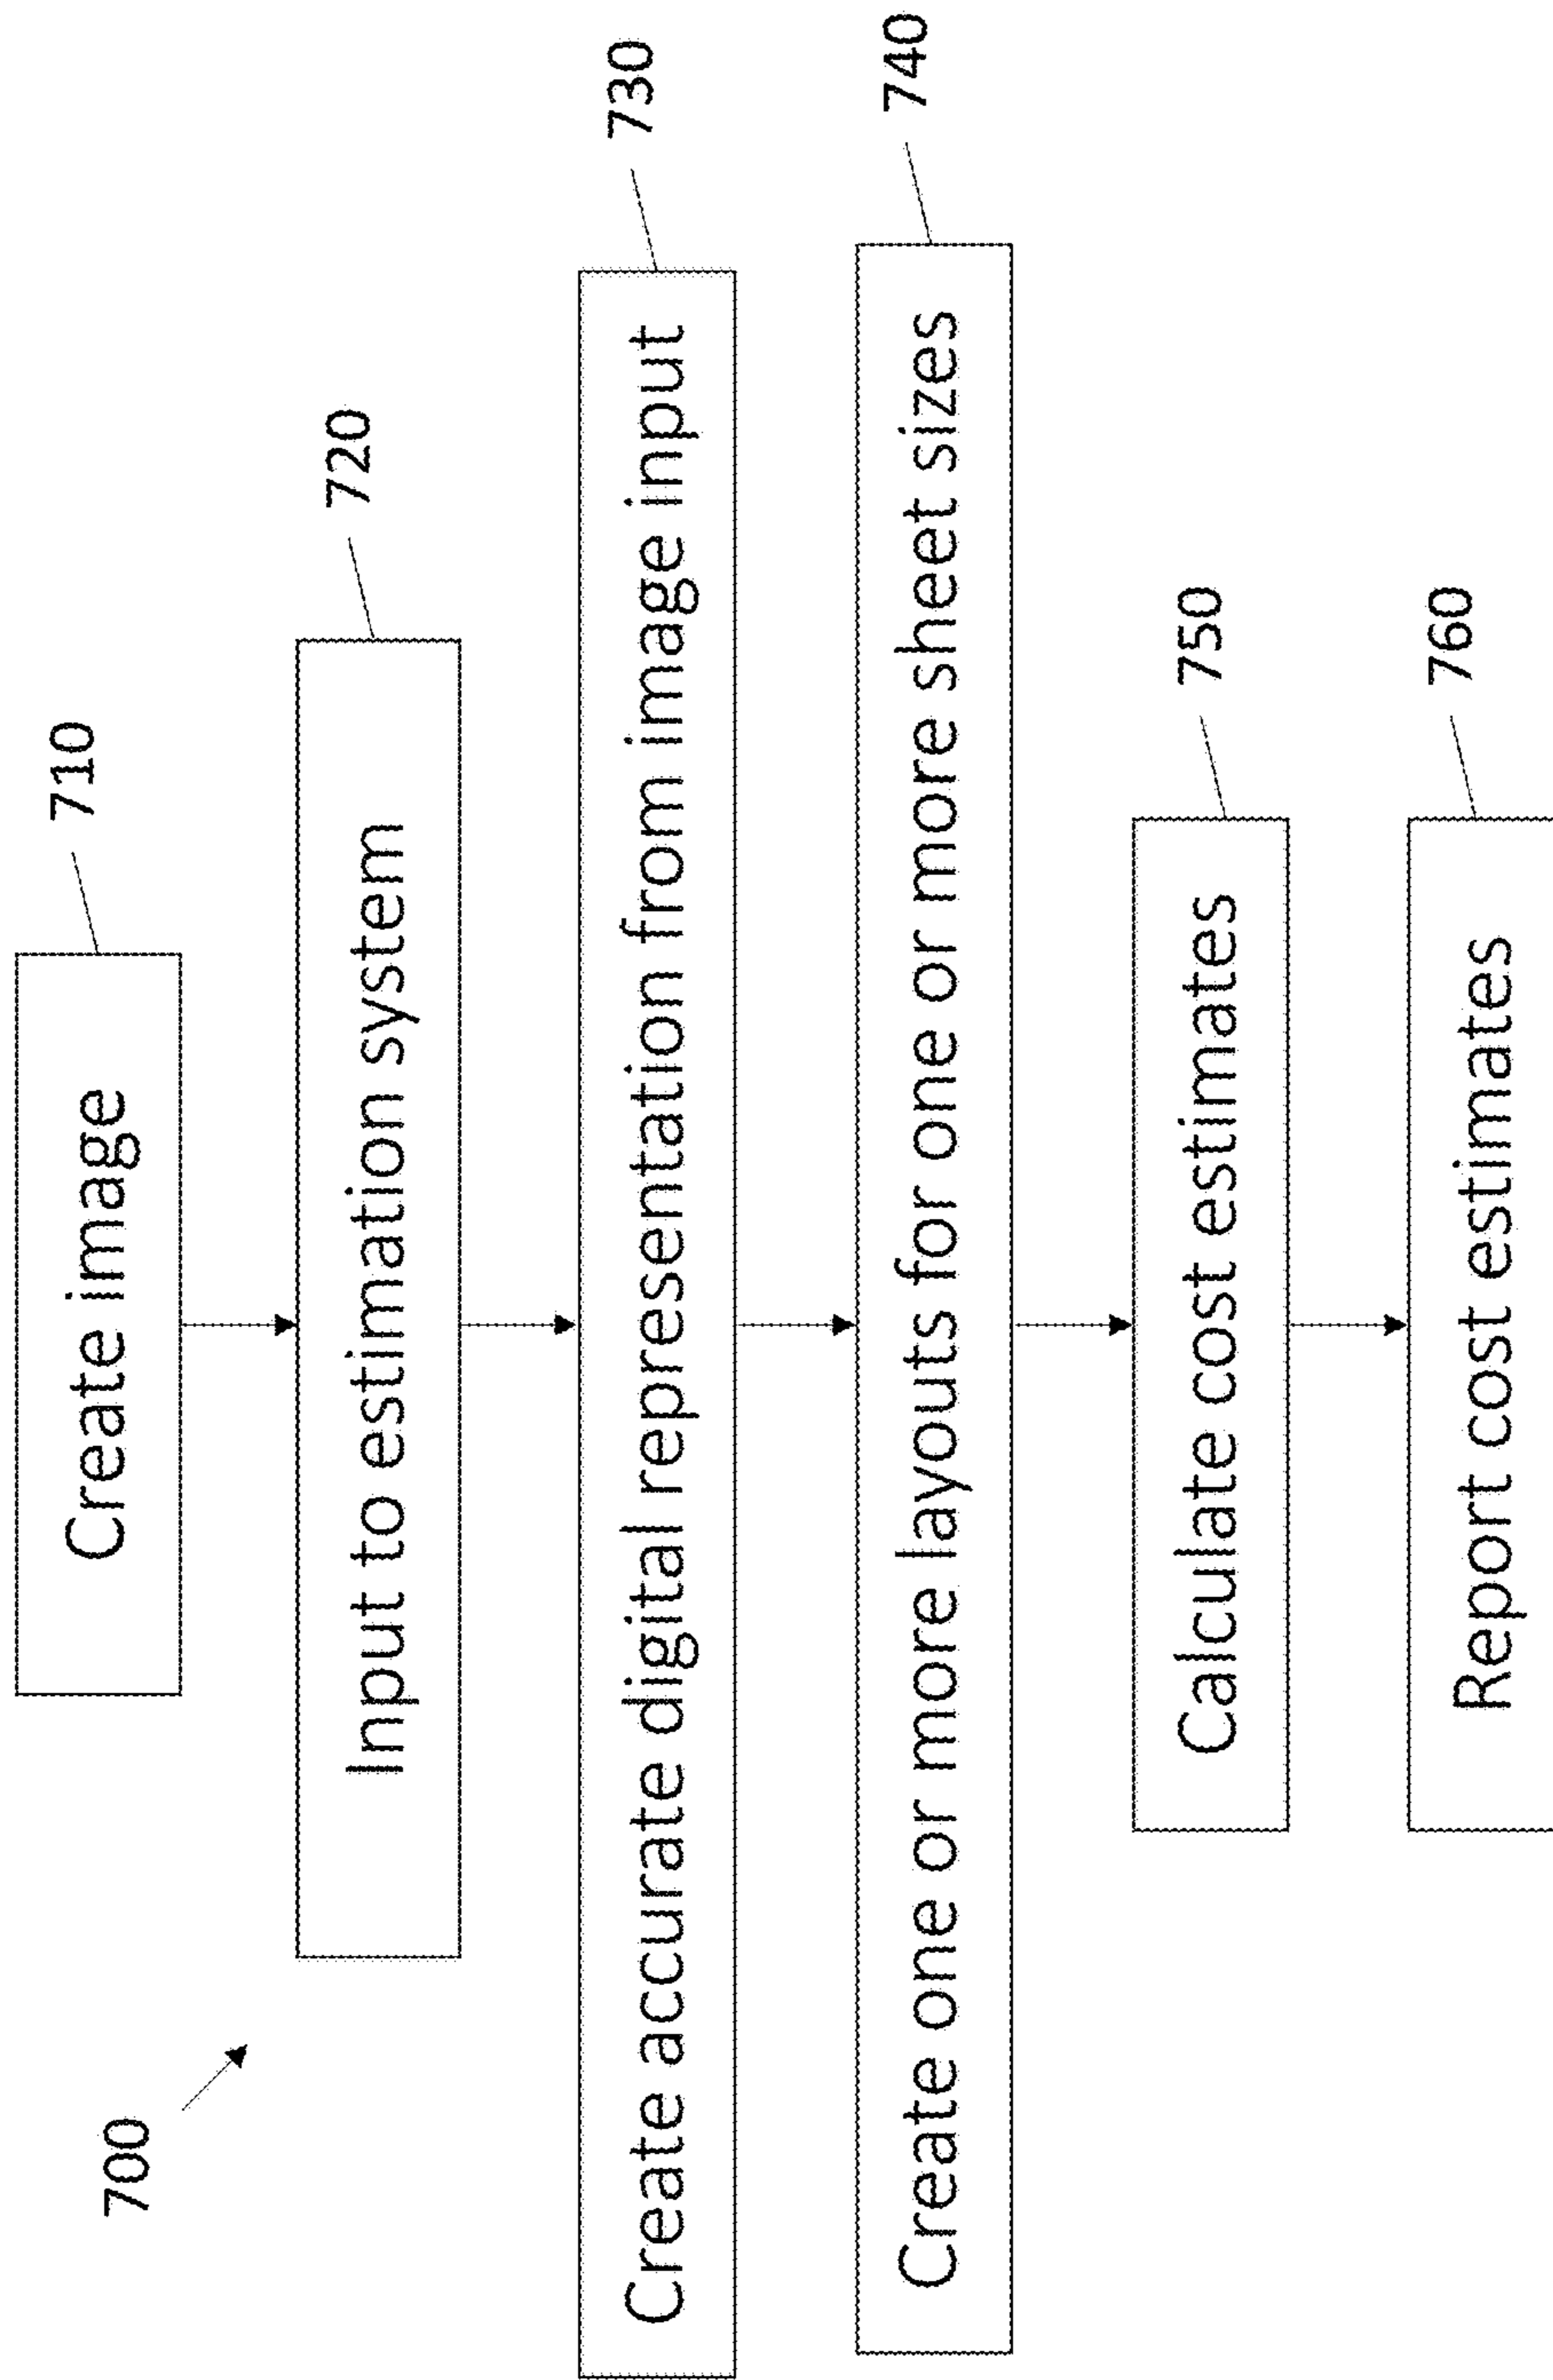 700
Create image
710
Input to estimation system
720
Create accurate digital representation from image input
730
Create one or more layouts for one or more sheet sizes
740
Calculate cost estimates
750
Report cost estimates
760